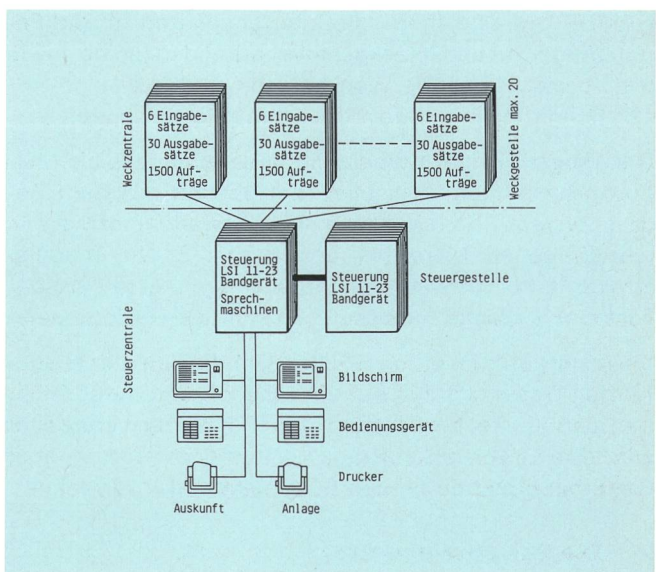 6 Eingabe-
sätze
30 Ausgabe-
sätze
1500 Auf-
träge
6 Eingabe-
sätze
30 Ausgabe-
sätze
1500 Auf-
träge
6 Eingabe-
sätze
30 Ausgabe-
sätze
1500 Auf-
träge
Weckzentrale
Weckgestelle max. 20
Steuerung
LSI 11-23
Bandgerät
Sprech-
maschinen
Steuerung
LSI 11-23
Bandgerät
Steuergestelle
Steuerzentrale
Bildschirm
Bedienungsgerät
Drucker
Auskunft
Anlage